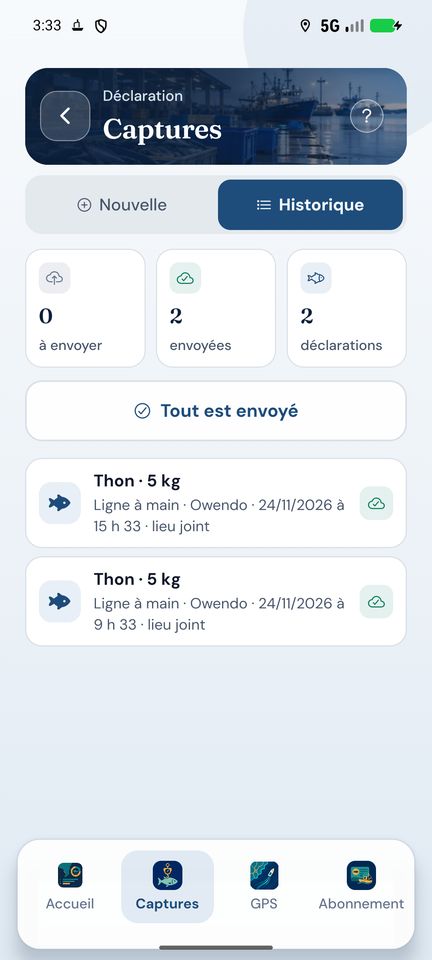 3:33
5G
Déclaration
Captures
?
Nouvelle
Historique
0
à envoyer
2
envoyées
2
déclarations
Tout est envoyé
Thon · 5 kg
Ligne à main · Owendo · 24/11/2026 à
15 h 33 · lieu joint
Thon · 5 kg
Ligne à main · Owendo · 24/11/2026 à
9 h 33 · lieu joint
Accueil
Captures
GPS
Abonnement